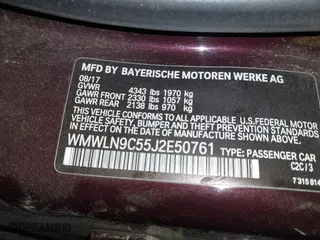 MFD BY BAYERISCHE MOTOREN WERKE AG
08/17
GVWR 4343 lbs 1970 kg
GAWR FRONT 2330 lbs 1057 kg
GAWR REAR 2138 lbs 970 kg
THIS VEHICLE CONFORMS TO ALL APPLICABLE U.S. FEDERAL MOTOR
VEHICLE SAFETY, BUMPER, AND THEFT PREVENTION STANDARDS
IN EFFECT ON THE DATE OF MANUFACTURE SHOWN ABOVE.
WMWLN9C55J2E50761 TYPE: PASSENGER CAR
C2C/3